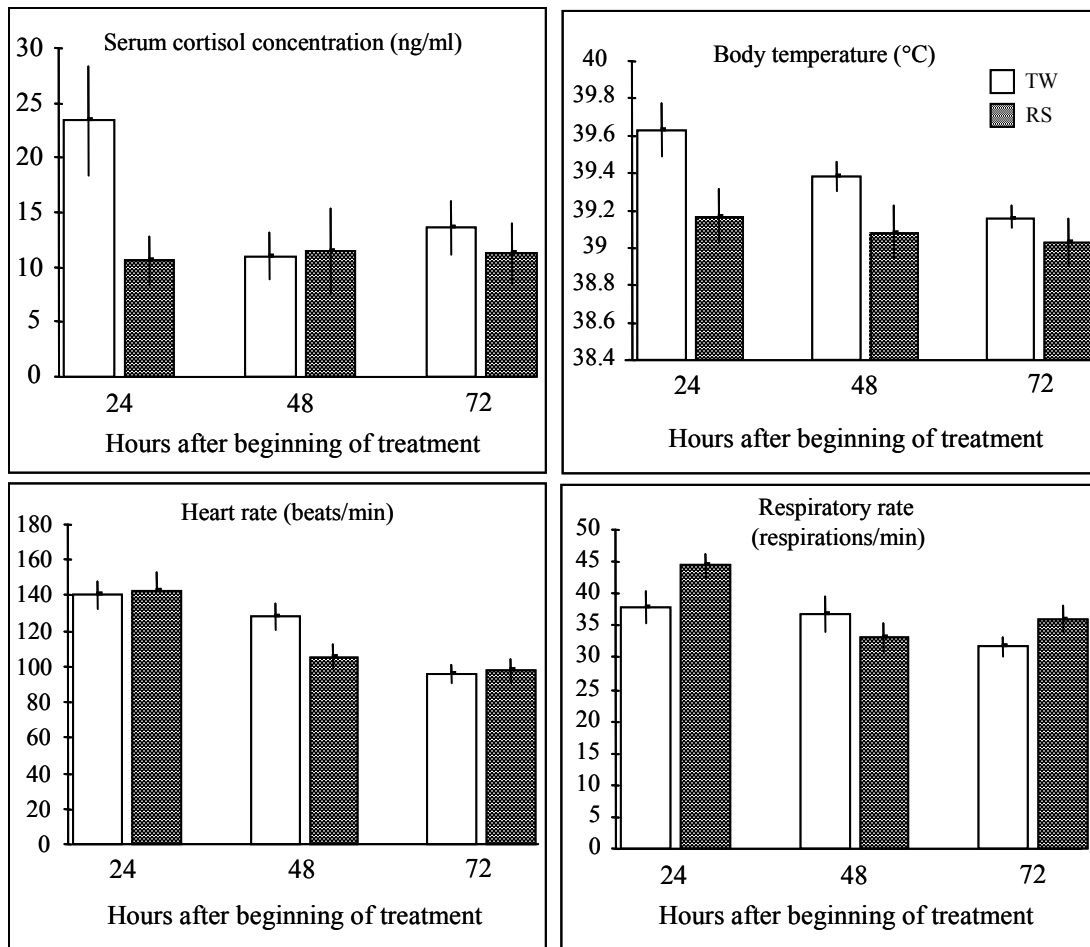 Serum cortisol concentration (ng/ml)
30
25
20
15
10
5
0
24 48 72
Hours after beginning of treatment
Body temperature (°C)
TW
RS
40
39.8
39.6
39.4
39.2
39
38.8
38.6
38.4
24 48 72
Hours after beginning of treatment
Heart rate (beats/min)
180
160
140
120
100
80
60
40
20
0
24 48 72
Hours after beginning of treatment
Respiratory rate
(respirations/min)
50
45
40
35
30
25
20
15
10
5
0
24 48 72
Hours after beginning of treatment